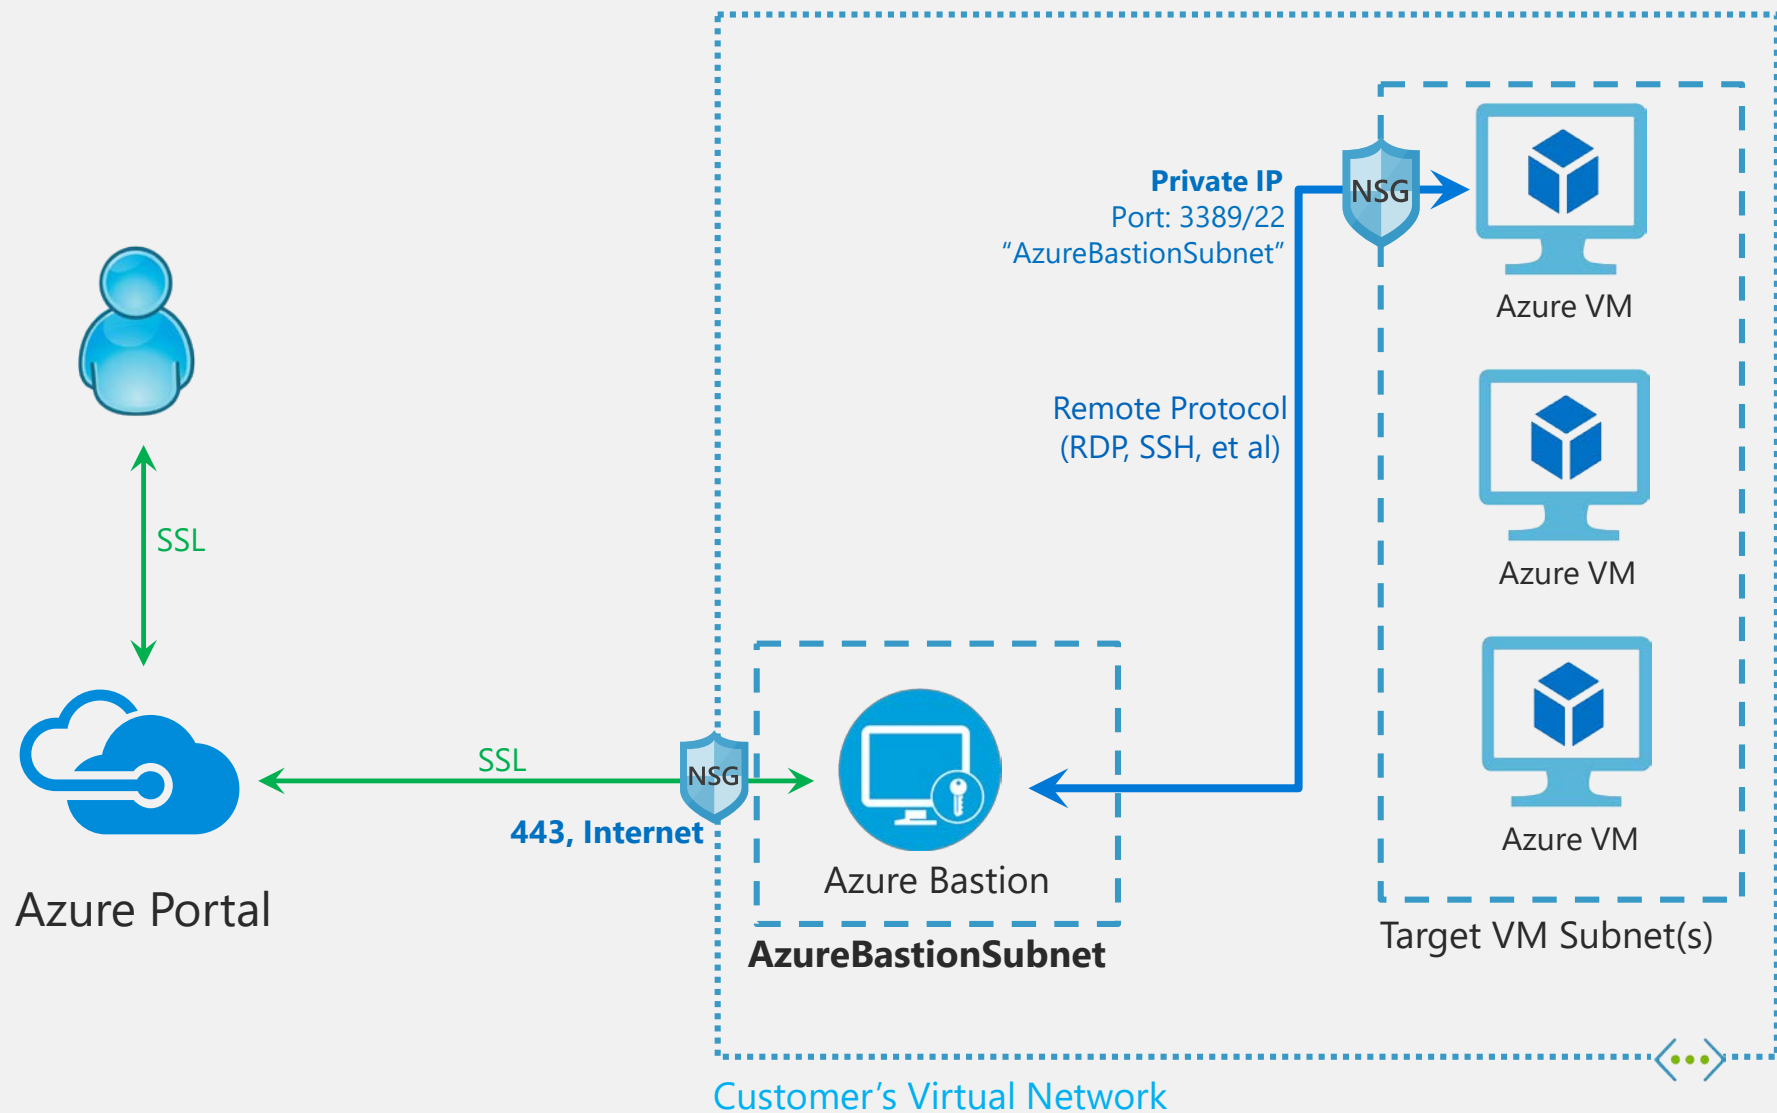 Private IP
Port: 3389/22
“AzureBastionSubnet”
NSG
Azure VM
Remote Protocol
(RDP, SSH, et al)
Azure VM
SSL
SSL
NSG
443, Internet
Azure Portal
Azure Bastion
AzureBastionSubnet
Azure VM
Target VM Subnet(s)
Customer’s Virtual Network